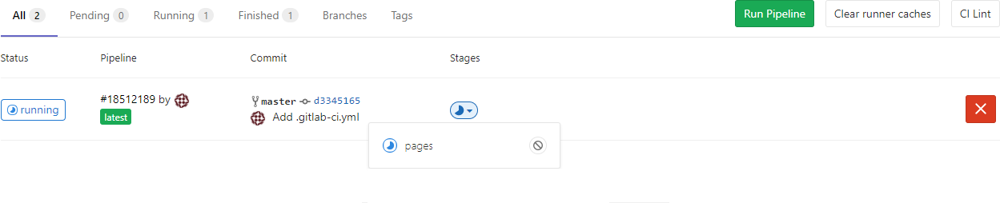 All 2 Pending 0 Running 1 Finished 1 Branches Tags Run Pipeline Clear runner caches CI Lint
Status Pipeline Commit Stages
running #18512189 by master d3345165
latest Add .gitlab-ci.yml
pages